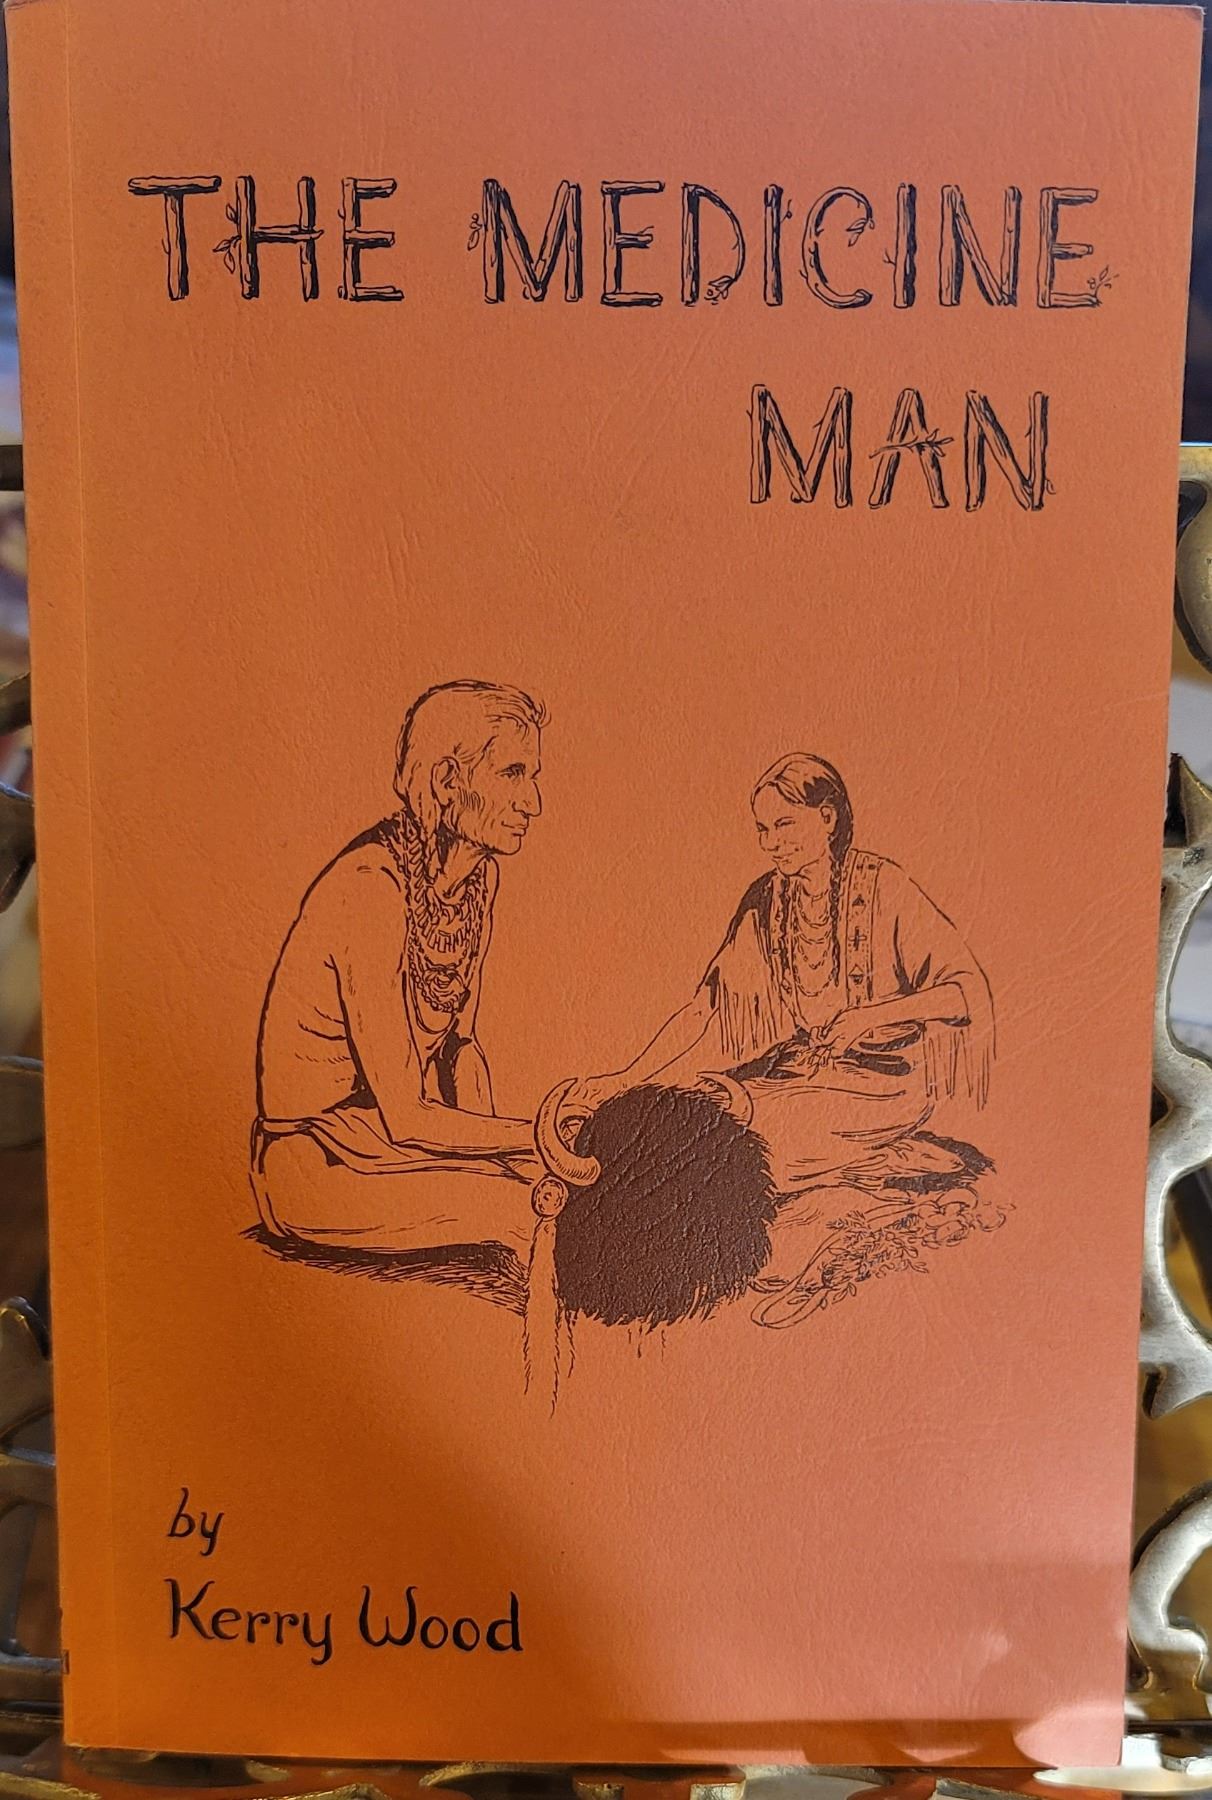 THE MEDICINE
MAN
by
Kerry Wood